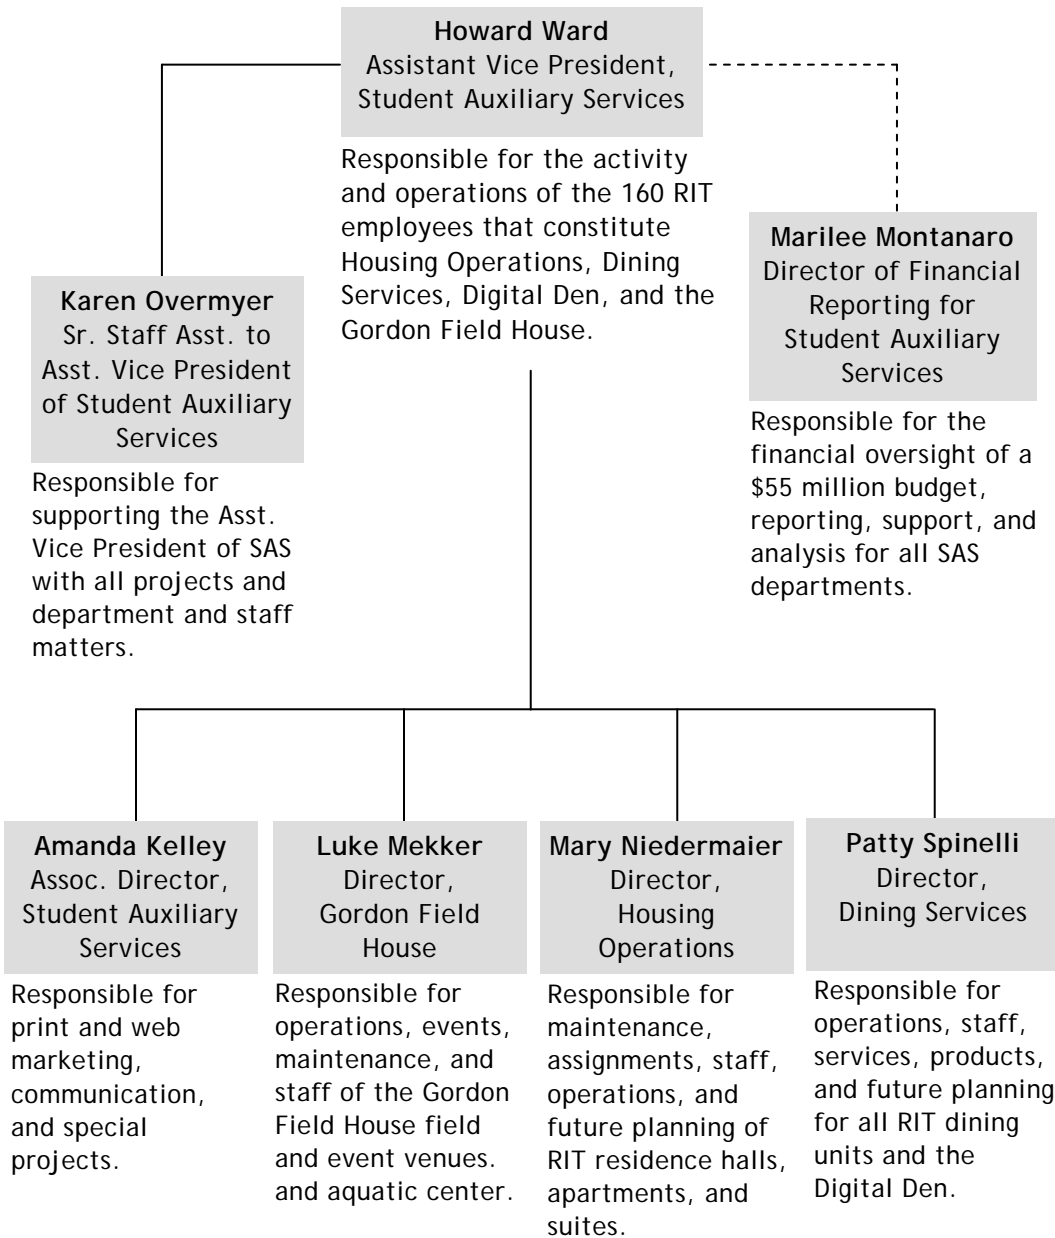 Howard Ward
Assistant Vice President,
Student Auxiliary Services
Responsible for the activity
and operations of the 160 RIT
employees that constitute
Housing Operations, Dining
Services, Digital Den, and the
Gordon Field House.
Karen Overmyer
Sr. Staff Asst. to
Asst. Vice President
of Student Auxiliary
Services
Responsible for
supporting the Asst.
Vice President of SAS
with all projects and
department and staff
matters.
Marilee Montanaro
Director of Financial
Reporting for
Student Auxiliary
Services
Responsible for the
financial oversight of a
$55 million budget,
reporting, support, and
analysis for all SAS
departments.
Amanda Kelley
Assoc. Director,
Student Auxiliary
Services
Responsible for
print and web
marketing,
communication,
and special
projects.
Luke Mekker
Director,
Gordon Field
House
Responsible for
operations, events,
maintenance, and
staff of the Gordon
Field House field
and event venues.
and aquatic center.
Mary Niedermaier
Director,
Housing
Operations
Responsible for
maintenance,
assignments, staff,
operations, and
future planning of
RIT residence halls,
apartments, and
suites.
Patty Spinelli
Director,
Dining Services
Responsible for
operations, staff,
services, products,
and future planning
for all RIT dining
units and the
Digital Den.